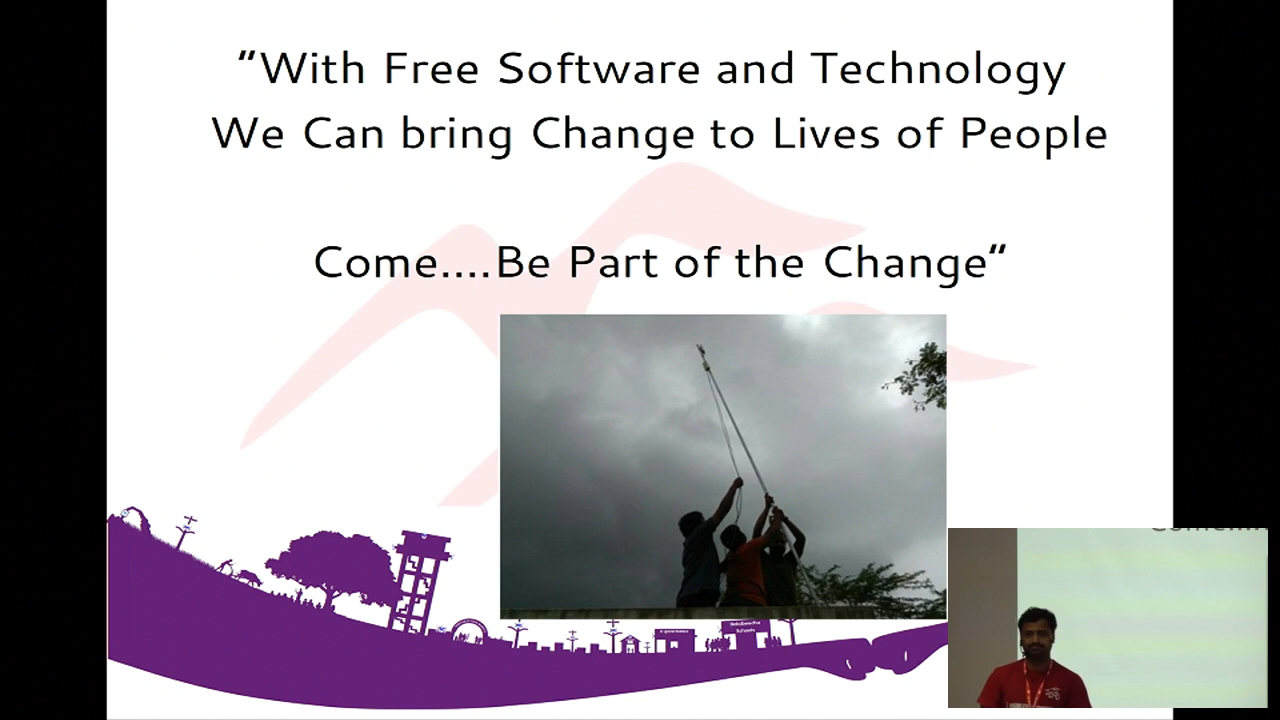 “With Free Software and Technology
We Can bring Change to Lives of People
Come....Be Part of the Change”